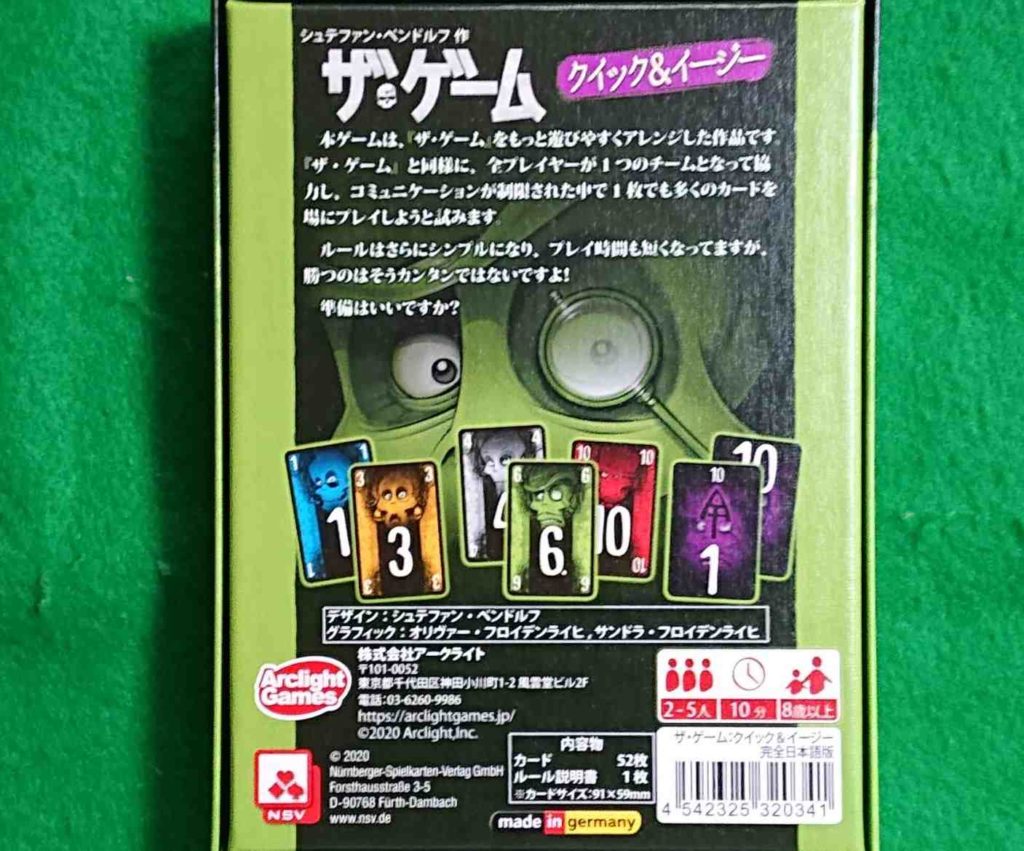 シュテファン・ベンドルフ 作
ザ・ゲーム
クイック&イージー
本ゲームは、『ザ・ゲーム』をもっと遊びやすくアレンジした作品です。
『ザ・ゲーム』と同様に、全プレイヤーが1つのチームとなって協
力し、コミュニケーションが制限された中で1枚でも多くのカードを
場にプレイしようと試みます。
ルールはさらにシンプルになり、プレイ時間も短くなってますが、
勝つのはそうカンタンではないですよ!
準備はいいですか?
1 1 1
3 3 3 3 3
4 4 4
6 6 6. 6 6
10 10 10 10
10 1
10 10
デザイン:シュテファン・ベンドルフ
グラフィック:オリヴァー・フロイデンライヒ,サンドラ・フロイデンライヒ
Arclight
Games
株式会社アークライト
〒101-0052
東京都千代田区神田小川町1-2 風雲堂ビル2F
電話:03-6260-9986
https://arclightgames.jp/
©2020 Arclight,Inc.
2-5人 10分 8歳以上
NSV
© 2020
Nürnberger-Spielkarten-Verlag GmbH
Forsthausstraße 3-5
D-90768 Fürth-Dambach
www.nsv.de
内容物
カード 52枚
ルール説明書 1枚
※カードサイズ:91×59mm
made in germany
ザ・ゲーム:クイック&イージー
完全日本語版
4 542325 320341